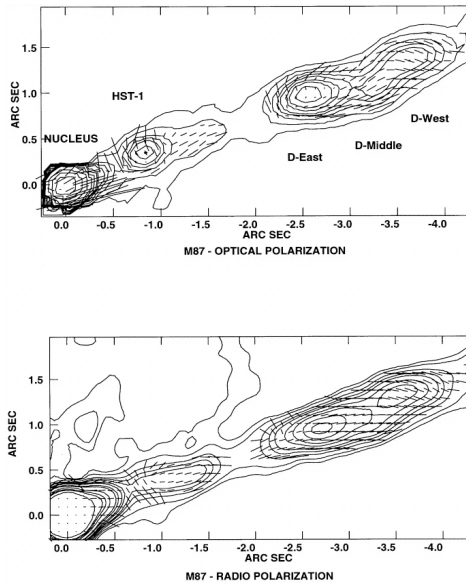 ARC SEC
1.5
1.0
0.5
0.0
HST-1
NUCLEUS
D-East
D-Middle
D-West
0.0 -0.5 -1.0 -1.5 -2.0 -2.5 -3.0 -3.5 -4.0
ARC SEC
M87 - OPTICAL POLARIZATION
ARC SEC
1.5
1.0
0.5
0.0
0.0 -0.5 -1.0 -1.5 -2.0 -2.5 -3.0 -3.5 -4.0
ARC SEC
M87 - RADIO POLARIZATION